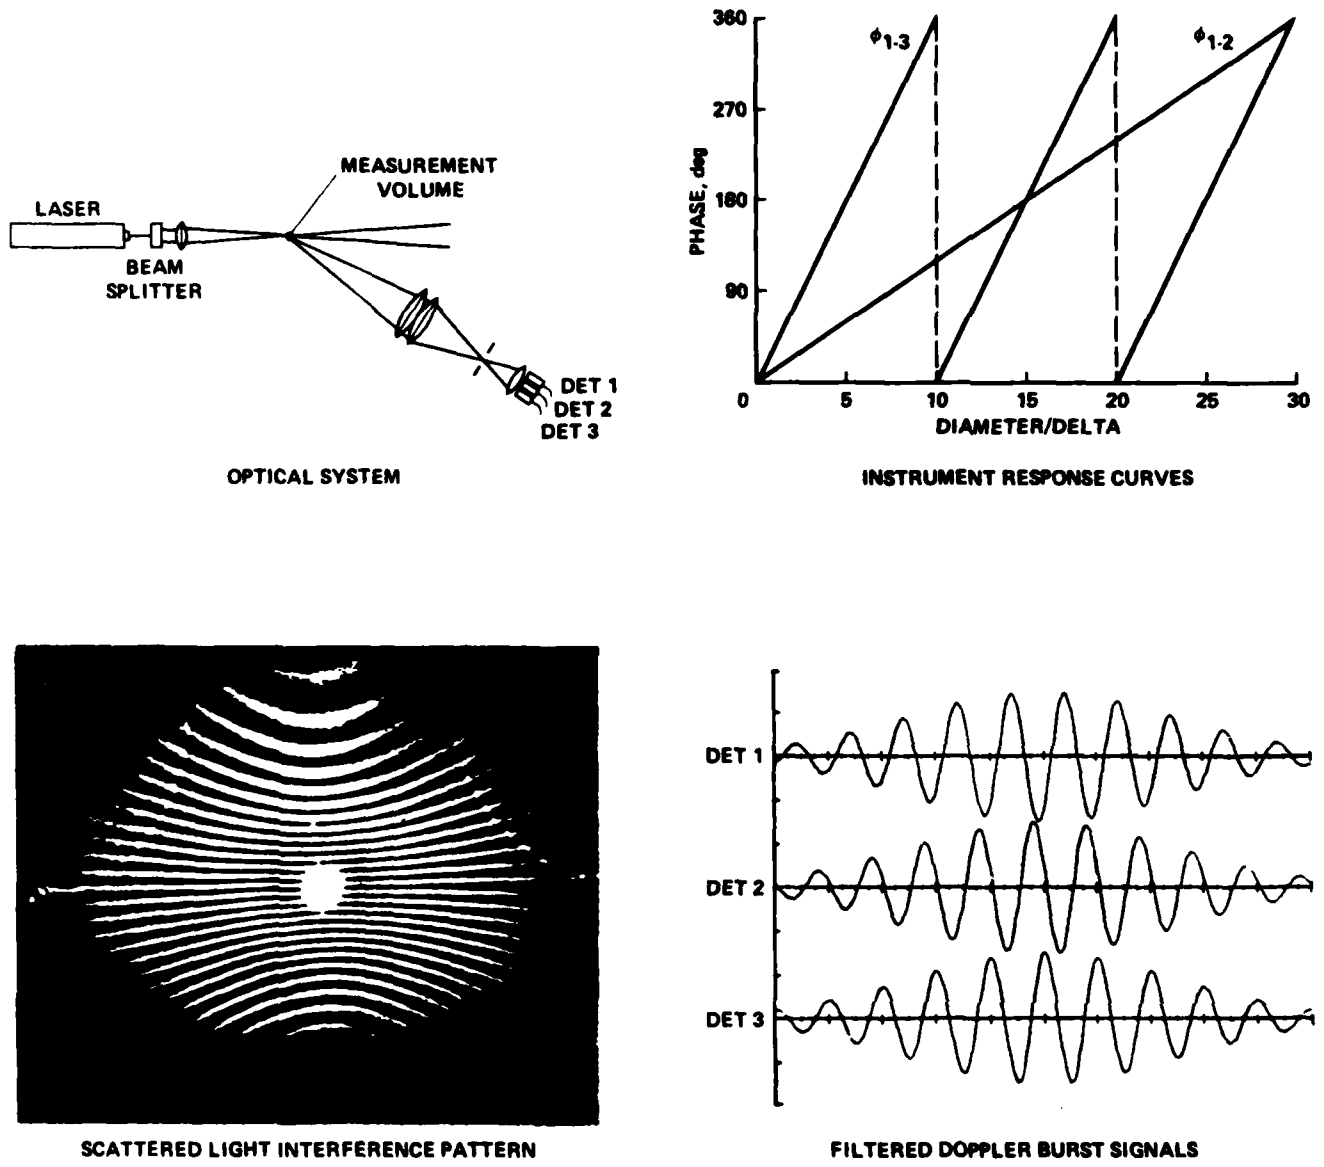 MEASUREMENT
VOLUME
LASER
BEAM
SPLITTER
DET 1
DET 2
DET 3
OPTICAL SYSTEM
360
270
180
90
PHASE, deg
ϕ1-3
ϕ1-2
0 5 10 15 20 25 30
DIAMETER/DELTA
INSTRUMENT RESPONSE CURVES
SCATTERED LIGHT INTERFERENCE PATTERN
DET 1
DET 2
DET 3
FILTERED DOPPLER BURST SIGNALS